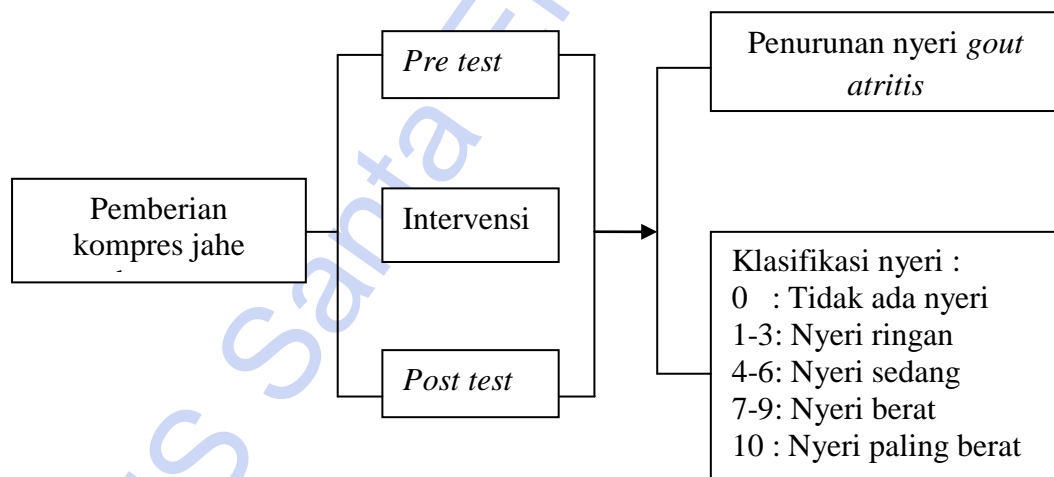 Pre test
Penurunan nyeri gout
atritis
Pemberian
kompres jahe
Intervensi
Klasifikasi nyeri :
0 : Tidak ada nyeri
1-3: Nyeri ringan
4-6: Nyeri sedang
7-9: Nyeri berat
10 : Nyeri paling berat
Post test
Santa